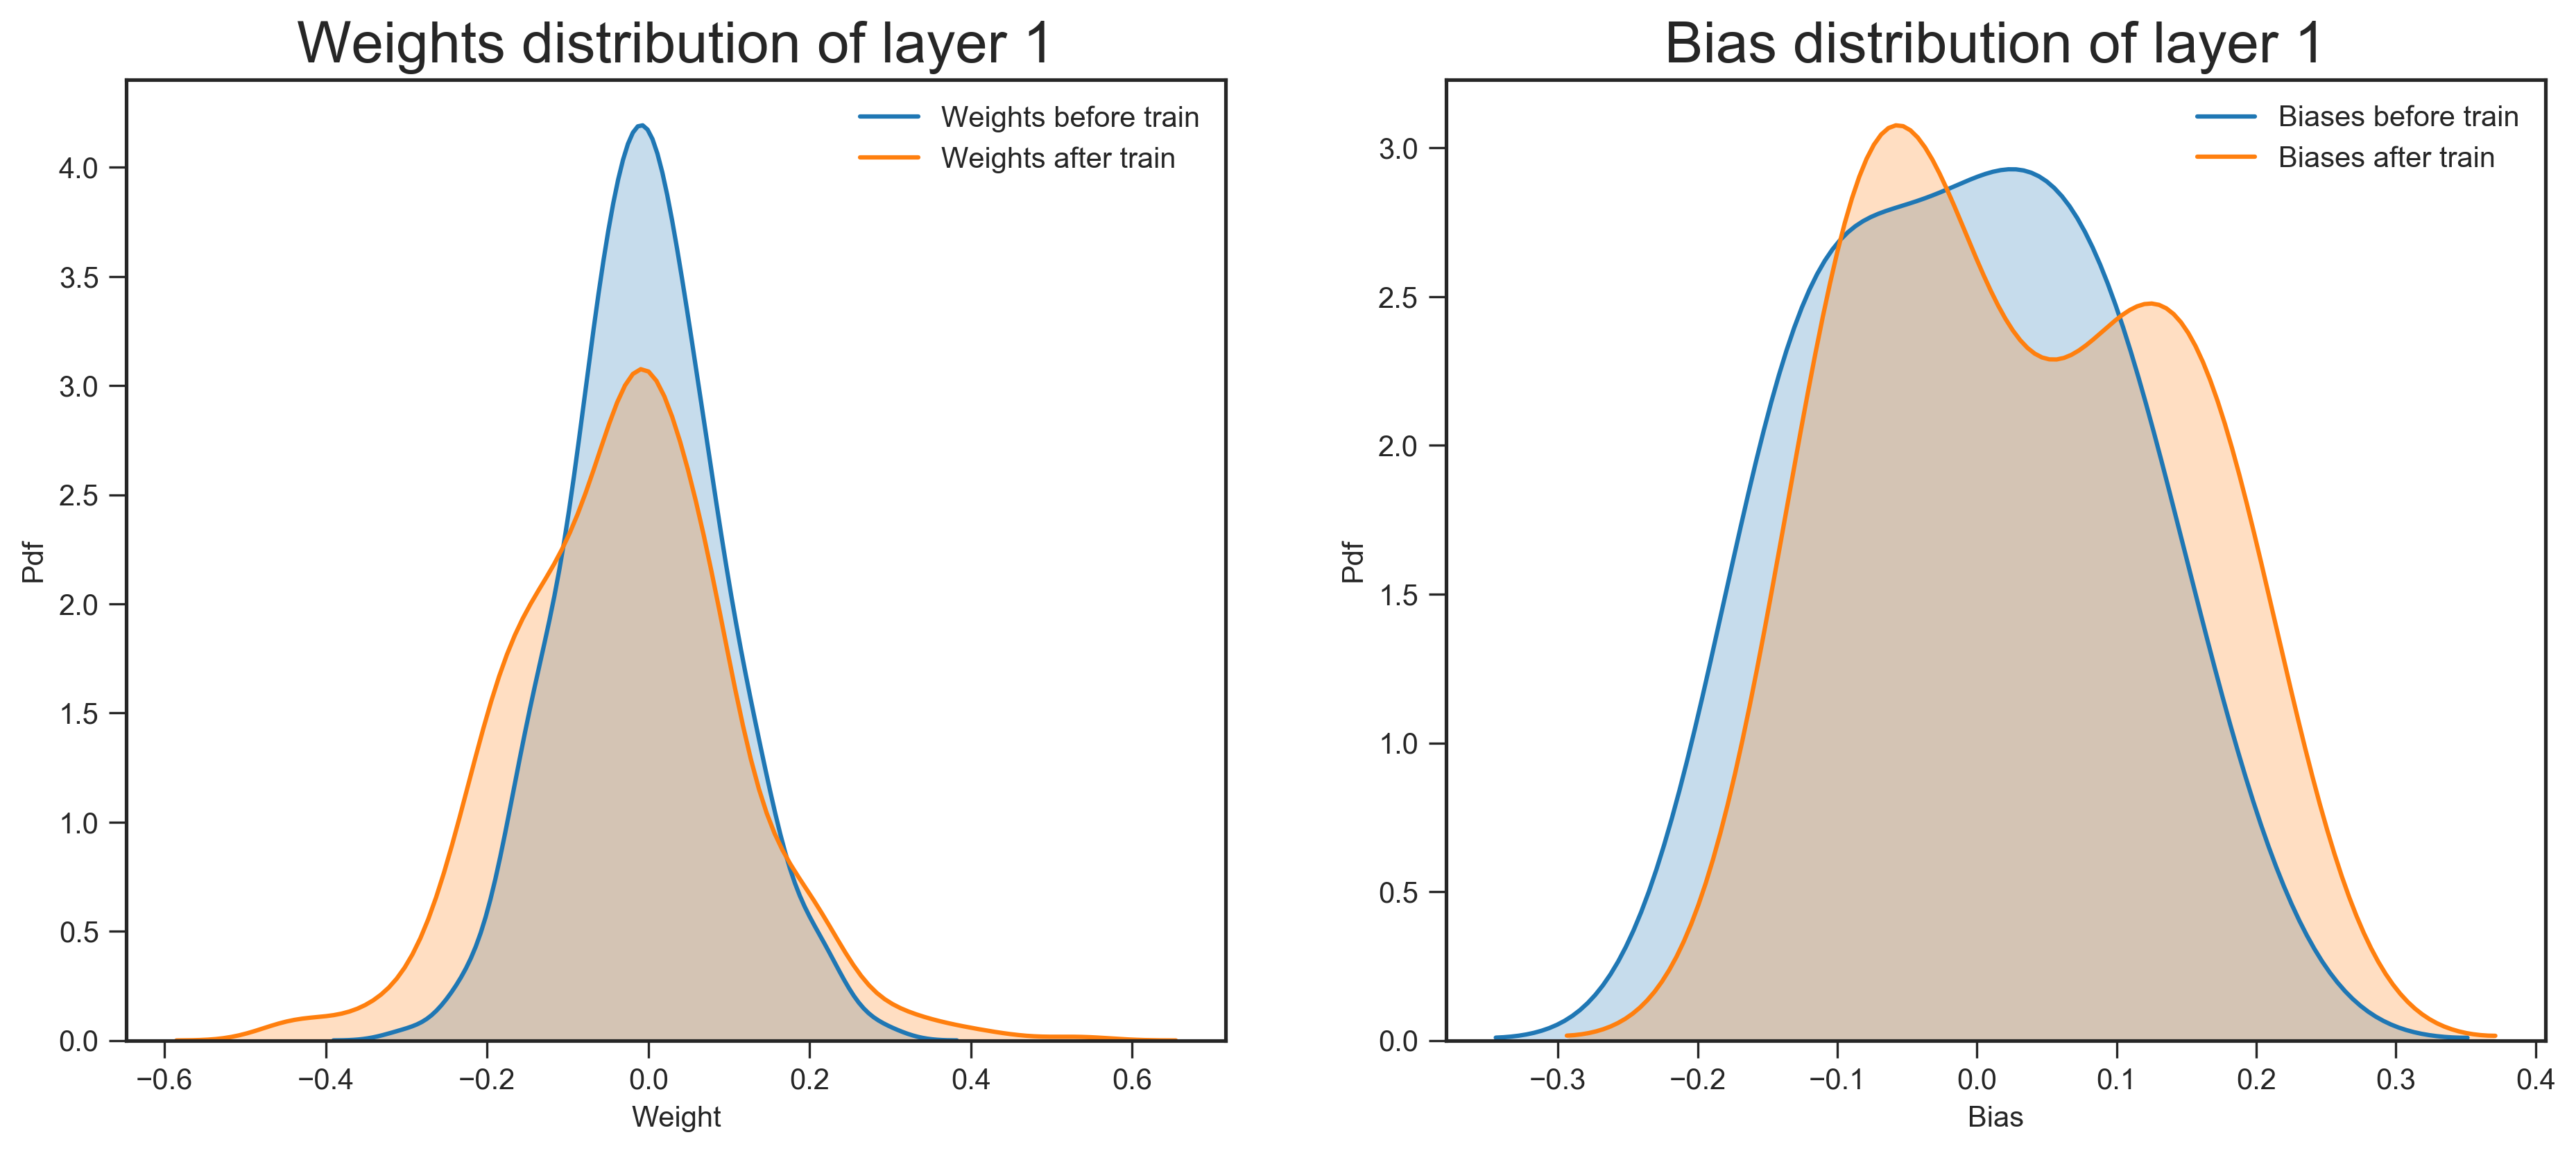 Weights distribution of layer 1
Weights before train
Weights after train
4.0
3.5
3.0
2.5
2.0
1.5
1.0
0.5
0.0
Pdf
−0.6 −0.4 −0.2 0.0 0.2 0.4 0.6
Weight
Bias distribution of layer 1
Biases before train
Biases after train
3.0
2.5
2.0
1.5
1.0
0.5
0.0
Pdf
−0.3 −0.2 −0.1 0.0 0.1 0.2 0.3 0.4
Bias